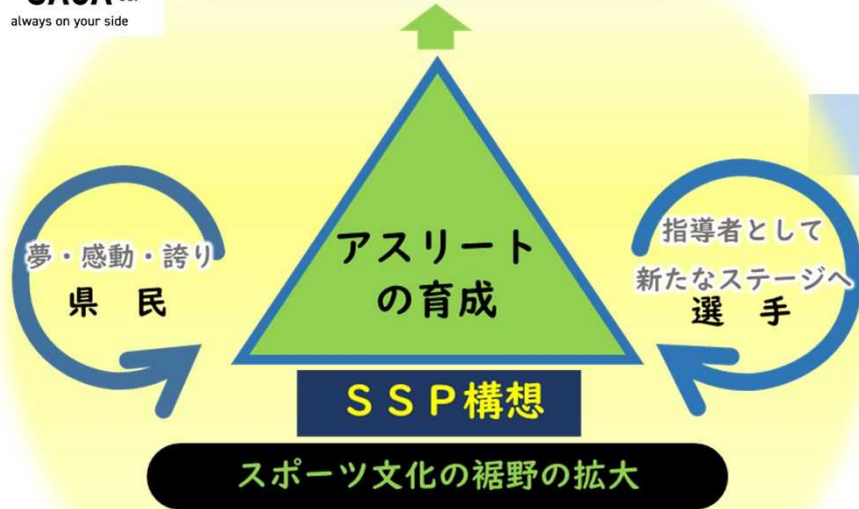 always on your side
アスリート
の育成
夢・感動・誇り
県 民
指導者として
新たなステージへ
選 手
SSP構想
スポーツ文化の裾野の拡大